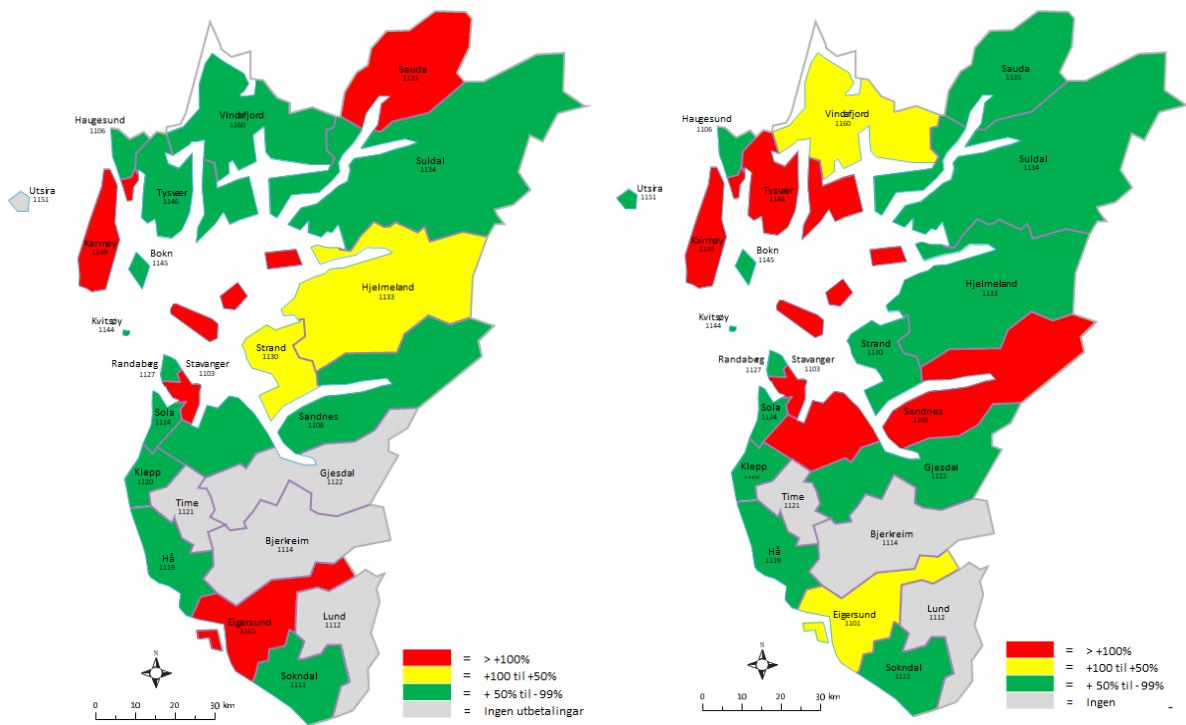 Sauda
1135
Vindafjord
1160
Haugesund
1106
Suldal
1134
Utsira
1151
Tysvær
1146
Karmøy
1149
Bokn
1145
Hjelmeland
1133
Kvitsøy
1144
Strand
1130
Randaberg
1127
Stavanger
1103
Sola
1124
Sandnes
1108
Klepp
1120
Gjesdal
1122
Time
1121
Bjerkreim
1114
Hå
1119
Eigersund
1101
Lund
1112
Sokndal
1111
N
0 10 20 30 km
= > +100%
= +100 til +50%
= + 50% til - 99%
= Ingen utbetalingar
Sauda
1135
Vindafjord
1160
Haugesund
1106
Suldal
1134
Utsira
1151
Tysvær
1146
Karmøy
1149
Bokn
1145
Hjelmeland
1133
Kvitsøy
1144
Strand
1130
Randaberg
1127
Stavanger
1103
Sola
1124
Sandnes
1108
Klepp
1120
Gjesdal
1122
Time
1121
Bjerkreim
1114
Hå
1119
Eigersund
1101
Lund
1112
Sokndal
1111
N
0 10 20 30 km
= > +100%
= +100 til +50%
= + 50% til - 99%
= Ingen -